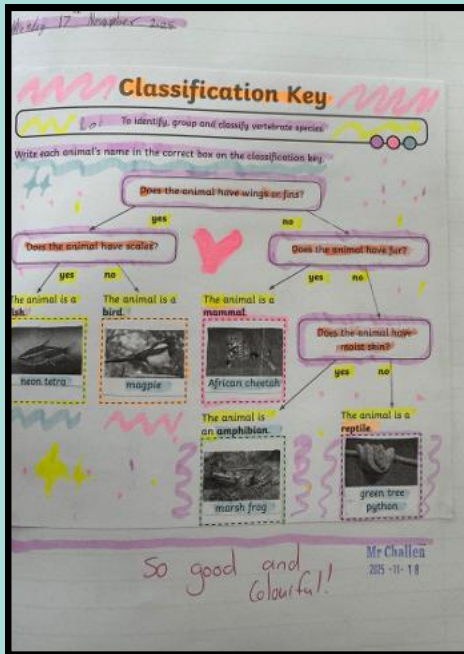 Monday 17th November 2025
Classification Key
LO: To identify, group and classify vertebrate species.
Write each animal's name in the correct box on the classification key.
Does the animal have wings or fins?
yes no
Does the animal have scales? Does the animal have fur?
yes no yes no
The animal is a The animal is a The animal is a
fish. bird. mammal.
Does the animal have
moist skin?
neon tetra magpie African cheetah
yes no
The animal is The animal is a
an amphibian. reptile.
marsh frog green tree
python
So good and
Colourful!
Mr Challen
2025 -11- 18